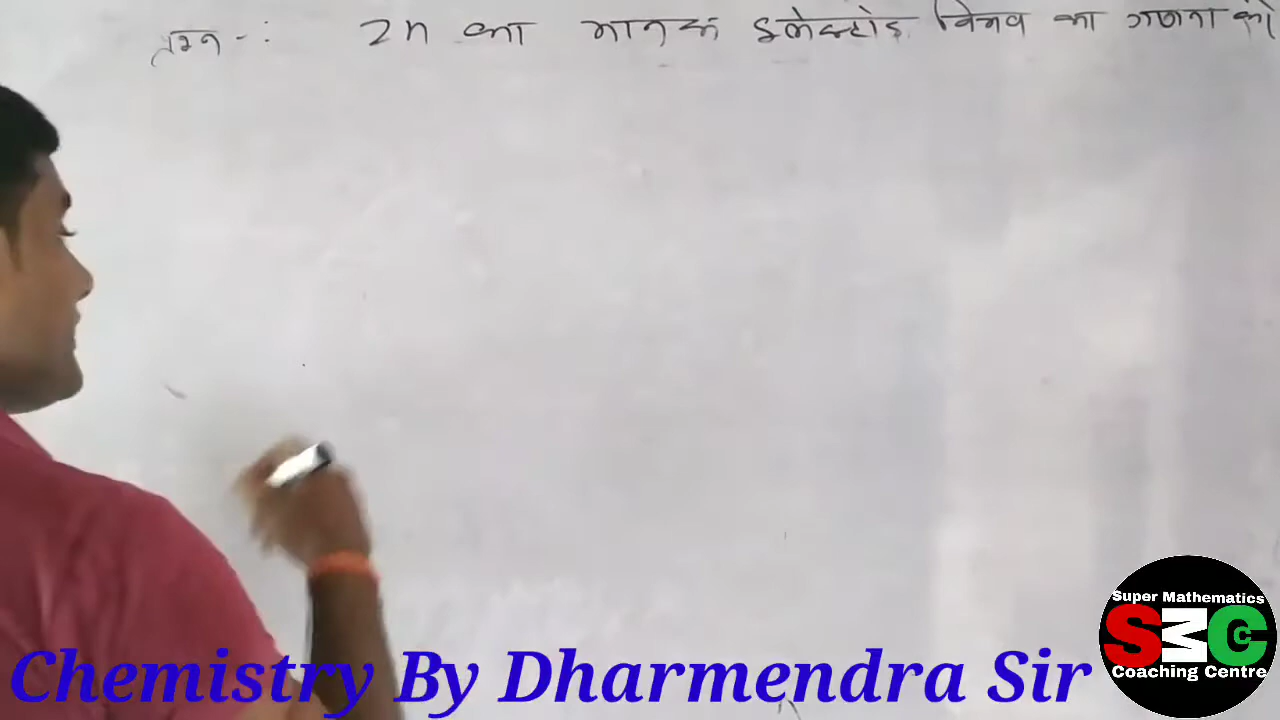 प्रश्न -: Zn का मानक इलेक्ट्रोड विभव का गणना करे
Chemistry By Dharmendra Sir
Super Mathematics
SMC
C
Coaching Centre